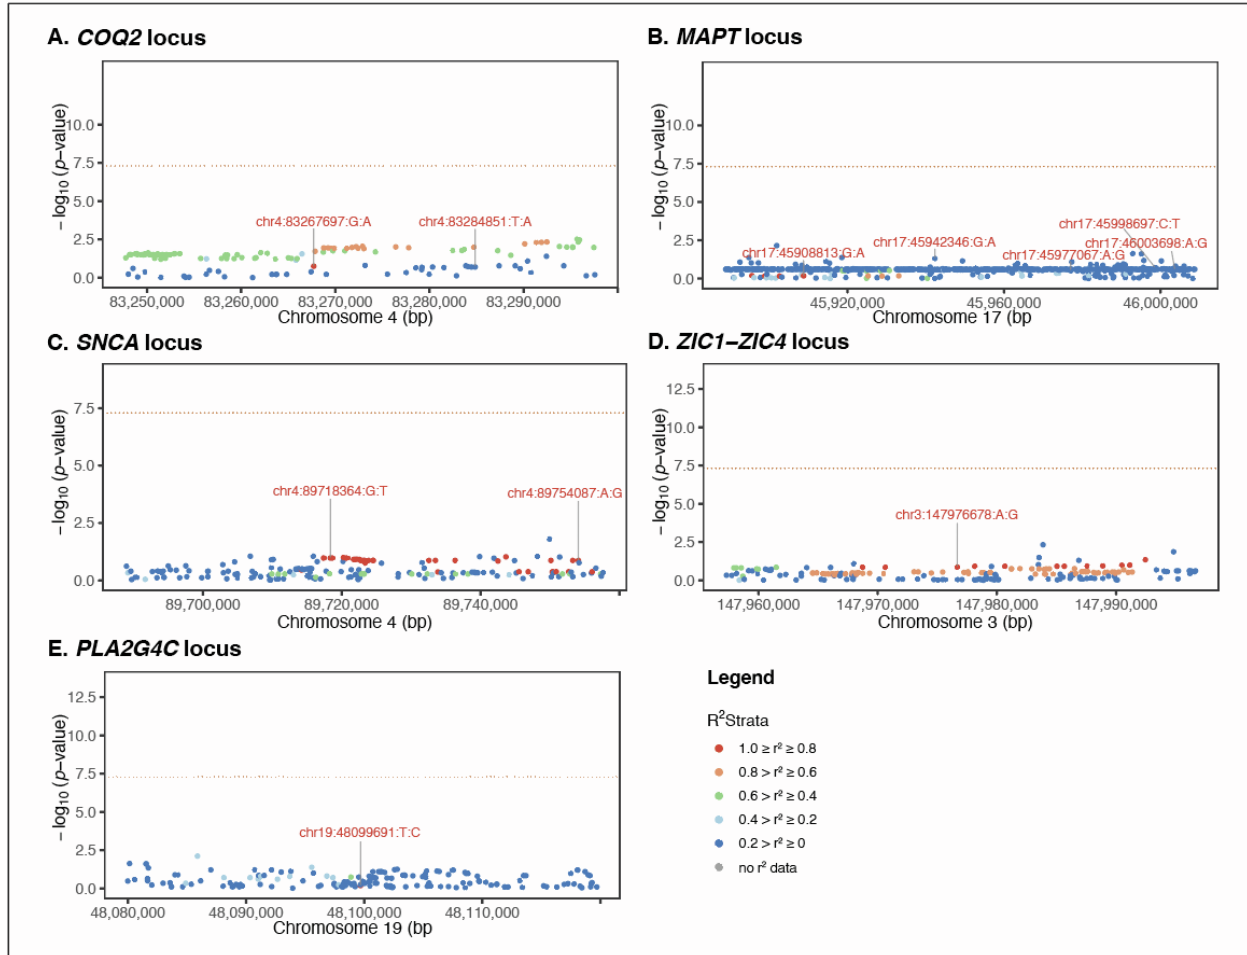 A. COQ2 locus
− log10 (p−value)
10.0
7.5
5.0
2.5
0.0
chr4:83267697:G:A
chr4:83284851:T:A
83,250,000 83,260,000 83,270,000 83,280,000 83,290,000
Chromosome 4 (bp)
B. MAPT locus
− log10 (p−value)
10.0
7.5
5.0
2.5
0.0
chr17:45998697:C:T
chr17:45942346:G:A
chr17:46003698:A:G
chr17:45908813:G:A
chr17:45977067:A:G
45,920,000 45,960,000 46,000,000
Chromosome 17 (bp
C. SNCA locus
− log10 (p−value)
7.5
5.0
2.5
0.0
chr4:89718364:G:T
chr4:89754087:A:G
89,700,000 89,720,000 89,740,000
Chromosome 4 (bp)
D. ZIC1−ZIC4 locus
− log10 (p−value)
12.5
10.0
7.5
5.0
2.5
0.0
chr3:147976678:A:G
147,960,000 147,970,000 147,980,000 147,990,000
Chromosome 3 (bp)
E. PLA2G4C locus
− log10 (p−value)
12.5
10.0
7.5
5.0
2.5
0.0
chr19:48099691:T:C
48,080,000 48,090,000 48,100,000 48,110,000
Chromosome 19 (bp
Legend
R²Strata
1.0 ≥ r² ≥ 0.8
0.8 > r² ≥ 0.6
0.6 > r² ≥ 0.4
0.4 > r² ≥ 0.2
0.2 > r² ≥ 0
no r² data